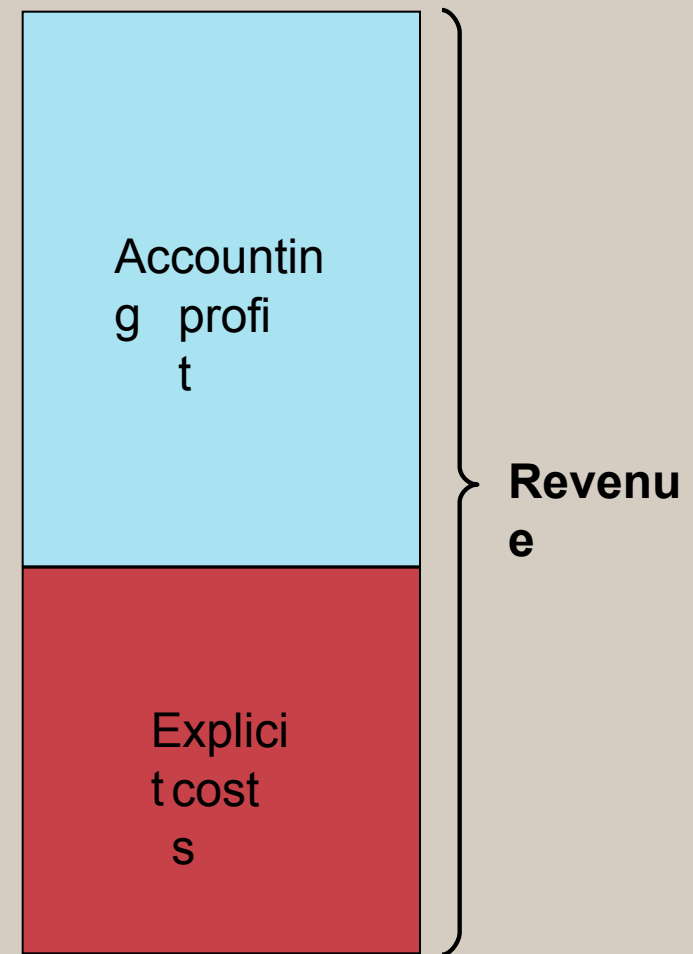 Accountin
g profi
t
Revenu
e
Explici
t cost
s